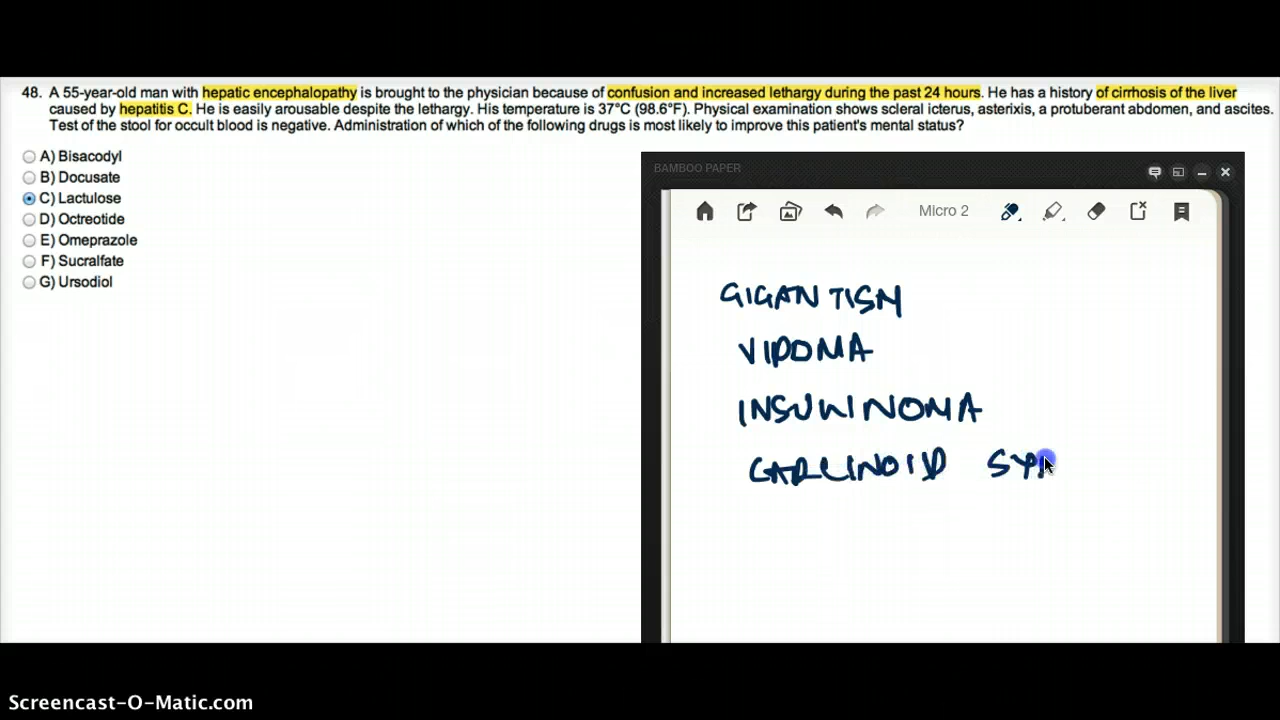 48. A 55-year-old man with hepatic encephalopathy is brought to the physician because of confusion and increased lethargy during the past 24 hours. He has a history of cirrhosis of the liver
caused by hepatitis C. He is easily arousable despite the lethargy. His temperature is 37°C (98.6°F). Physical examination shows scleral icterus, asterixis, a protuberant abdomen, and ascites.
Test of the stool for occult blood is negative. Administration of which of the following drugs is most likely to improve this patient's mental status?
A) Bisacodyl
B) Docusate
C) Lactulose
D) Octreotide
E) Omeprazole
F) Sucralfate
G) Ursodiol
BAMBOO PAPER
Micro 2
GIGANTISM
VIPOMA
INSULINOMA
CARCINOID SY
Screencast-O-Matic.com